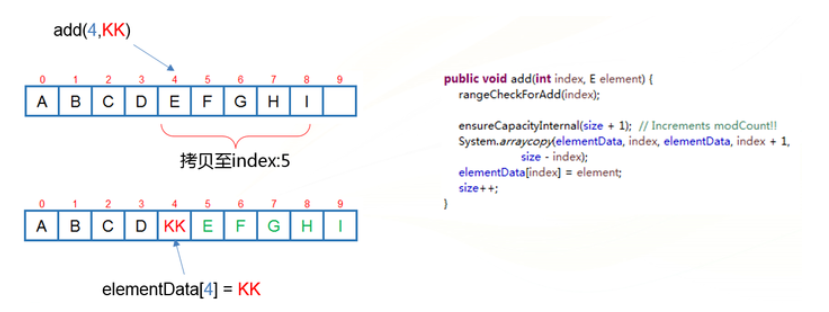 add(4,KK)
0 1 2 3 4 5 6 7 8 9
A B C D E F G H I
拷贝至index:5
0 1 2 3 4 5 6 7 8 9
A B C D KK E F G H I
elementData[4] = KK
public void add(int index, E element) {
rangeCheckForAdd(index);
ensureCapacityInternal(size + 1); // Increments modCount!!
System.arraycopy(elementData, index, elementData, index + 1,
size - index);
elementData[index] = element;
size++;
}